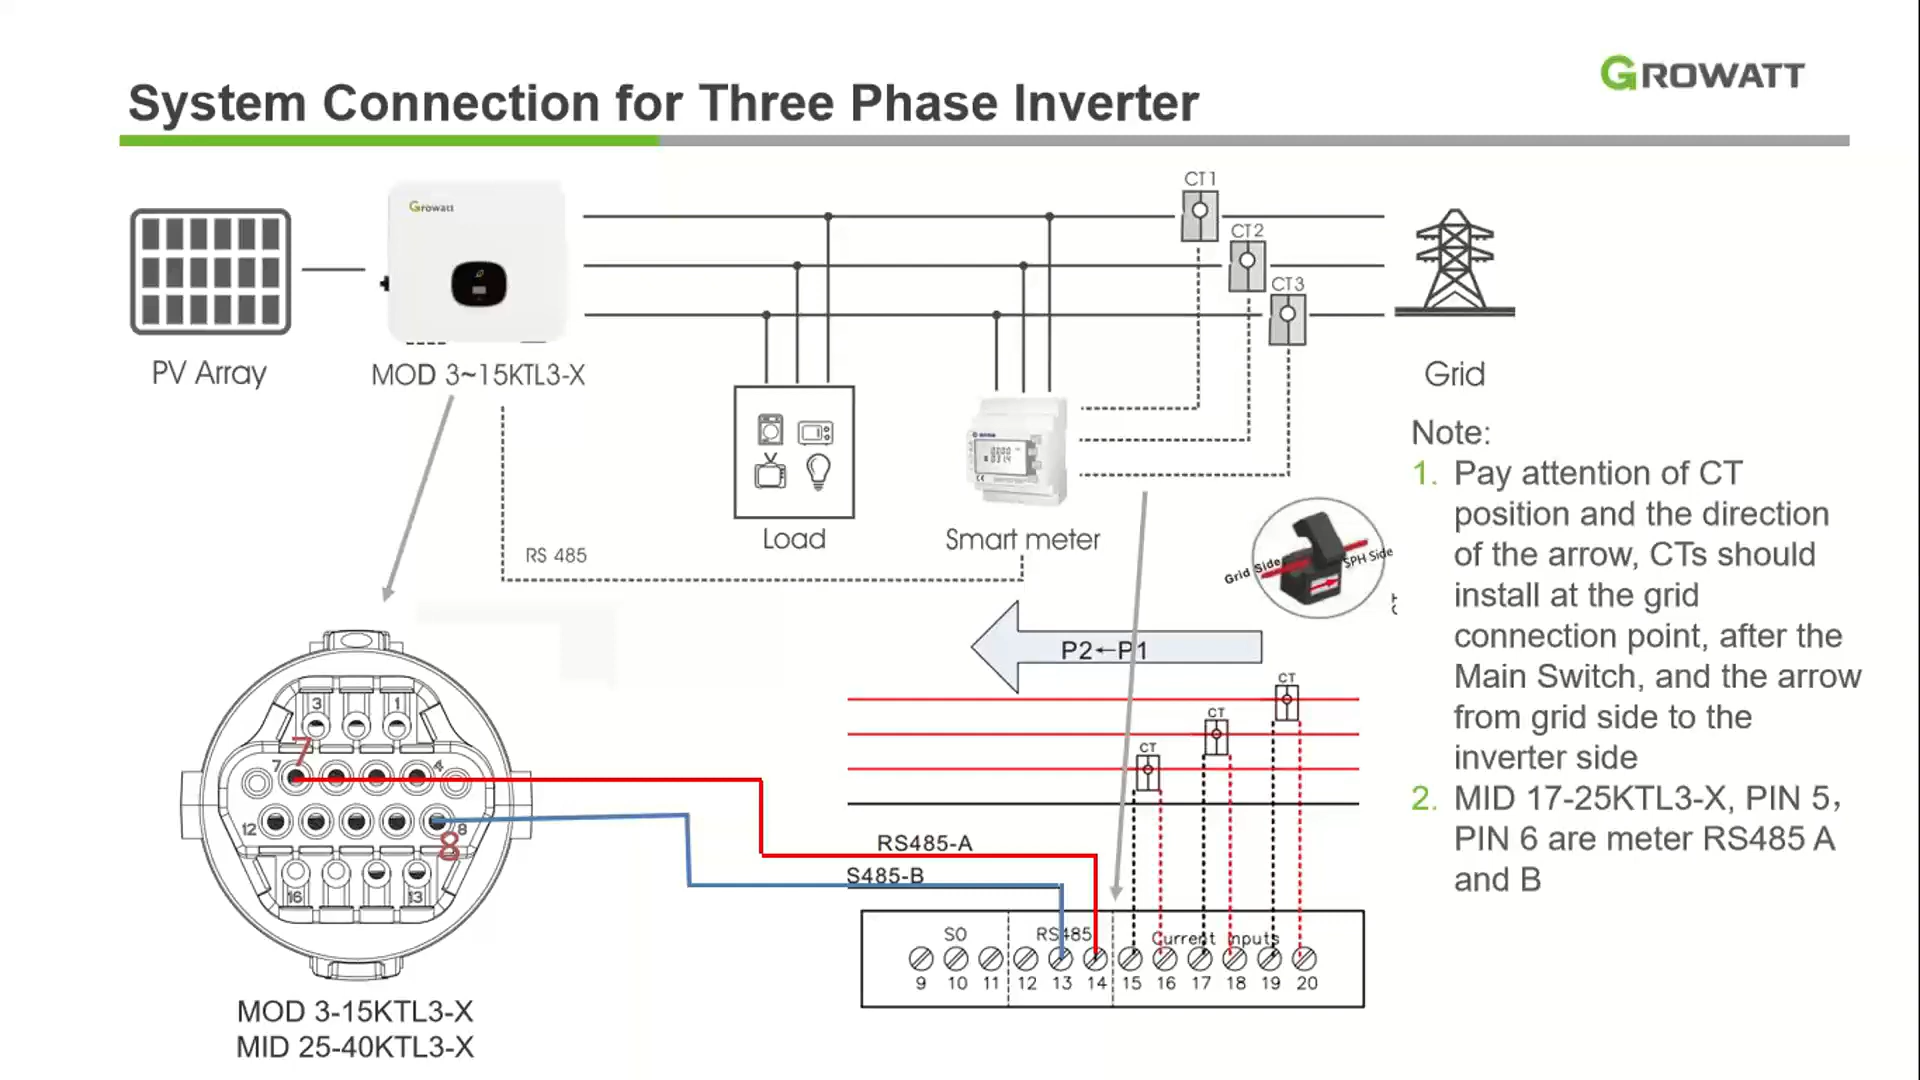 GROWATT
System Connection for Three Phase Inverter
Growatt
CT1
CT2
CT3
PV Array
MOD 3~15KTL3-X
Grid
Load
Smart meter
RS 485
Grid Side
SPH Side
P2←P1
CT
CT
CT
Note:
1. Pay attention of CT
position and the direction
of the arrow, CTs should
install at the grid
connection point, after the
Main Switch, and the arrow
from grid side to the
inverter side
2. MID 17-25KTL3-X, PIN 5,
PIN 6 are meter RS485 A
and B
3 1
7
7
12 8
8
16 13
RS485-A
S485-B
S0 RS485 Current Inputs
9 10 11 12 13 14 15 16 17 18 19 20
MOD 3-15KTL3-X
MID 25-40KTL3-X